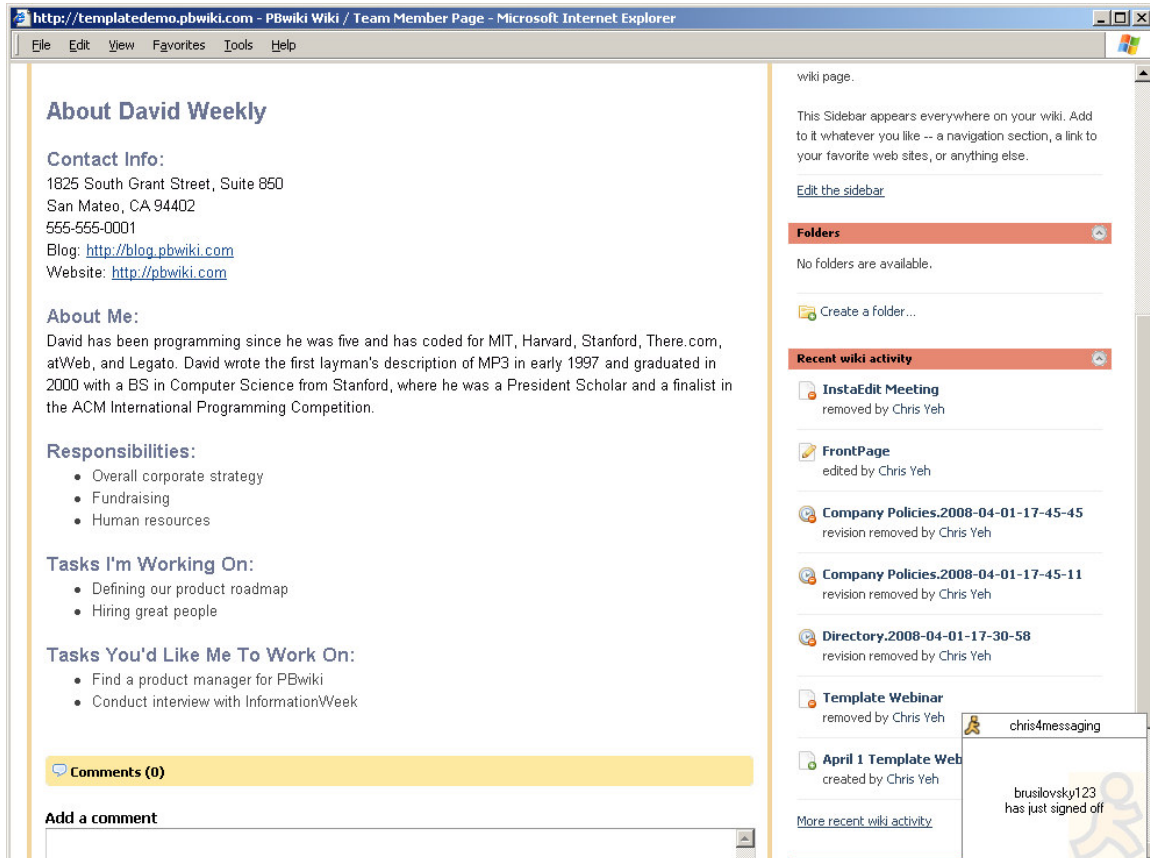 http://templatedemo.pbwiki.com - PBwiki Wiki / Team Member Page - Microsoft Internet Explorer
File Edit View Favorites Tools Help
About David Weekly
Contact Info:
1825 South Grant Street, Suite 850
San Mateo, CA 94402
555-555-0001
Blog: http://blog.pbwiki.com
Website: http://pbwiki.com
About Me:
David has been programming since he was five and has coded for MIT, Harvard, Stanford, There.com,
atWeb, and Legato. David wrote the first layman's description of MP3 in early 1997 and graduated in
2000 with a BS in Computer Science from Stanford, where he was a President Scholar and a finalist in
the ACM International Programming Competition.
Responsibilities:
• Overall corporate strategy
• Fundraising
• Human resources
Tasks I'm Working On:
• Defining our product roadmap
• Hiring great people
Tasks You'd Like Me To Work On:
• Find a product manager for PBwiki
• Conduct interview with InformationWeek
Comments (0)
Add a comment
wiki page.
This Sidebar appears everywhere on your wiki. Add
to it whatever you like -- a navigation section, a link to
your favorite web sites, or anything else.
Edit the sidebar
Folders
No folders are available.
Create a folder...
Recent wiki activity
InstaEdit Meeting
removed by Chris Yeh
FrontPage
edited by Chris Yeh
Company Policies.2008-04-01-17-45-45
revision removed by Chris Yeh
Company Policies.2008-04-01-17-45-11
revision removed by Chris Yeh
Directory.2008-04-01-17-30-58
revision removed by Chris Yeh
Template Webinar
removed by Chris Yeh
April 1 Template Web
created by Chris Yeh
More recent wiki activity
chris4messaging
brusilovsky123
has just signed off